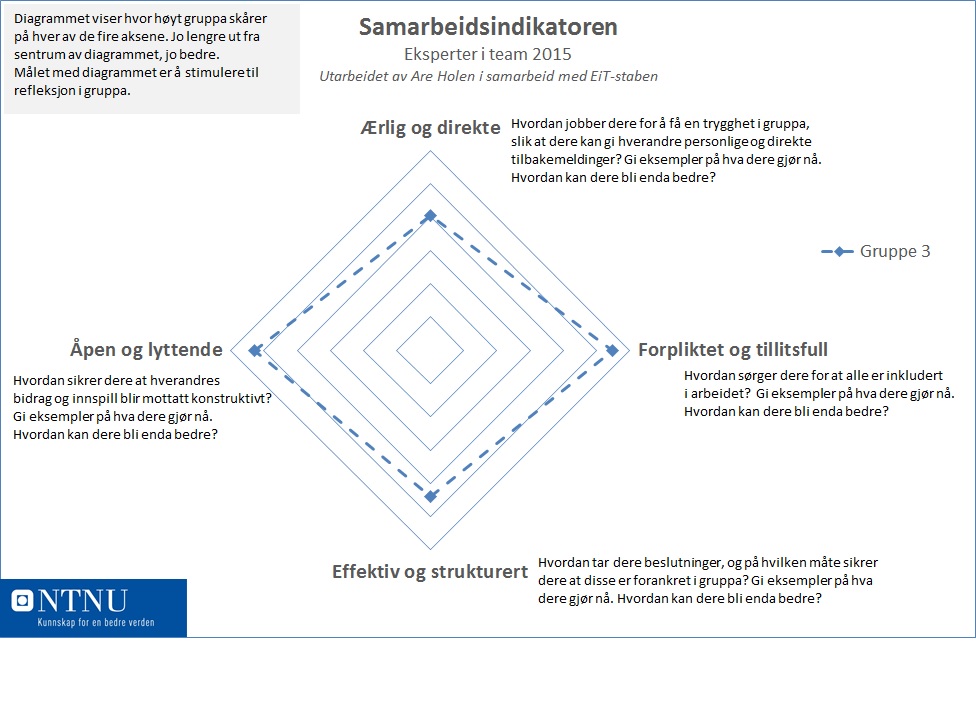 Diagrammet viser hvor høyt gruppa skårer
på hver av de fire aksene. Jo lengre ut fra
sentrum av diagrammet, jo bedre.
Målet med diagrammet er å stimulere til
refleksjon i gruppa.
Samarbeidsindikatoren
Eksperter i team 2015
Utarbeidet av Are Holen i samarbeid med EiT-staben
Ærlig og direkte
Hvordan jobber dere for å få en trygghet i gruppa,
slik at dere kan gi hverandre personlige og direkte
tilbakemeldinger? Gi eksempler på hva dere gjør nå.
Hvordan kan dere bli enda bedre?
Gruppe 3
Åpen og lyttende
Hvordan sikrer dere at hverandres
bidrag og innspill blir mottatt konstruktivt?
Gi eksempler på hva dere gjør nå.
Hvordan kan dere bli enda bedre?
Forpliktet og tillitsfull
Hvordan sørger dere for at alle er inkludert
i arbeidet? Gi eksempler på hva dere gjør nå.
Hvordan kan dere bli enda bedre?
Effektiv og strukturert
Hvordan tar dere beslutninger, og på hvilken måte sikrer
dere at disse er forankret i gruppa? Gi eksempler på hva
dere gjør nå. Hvordan kan dere bli enda bedre?
NTNU
Kunnskap for en bedre verden